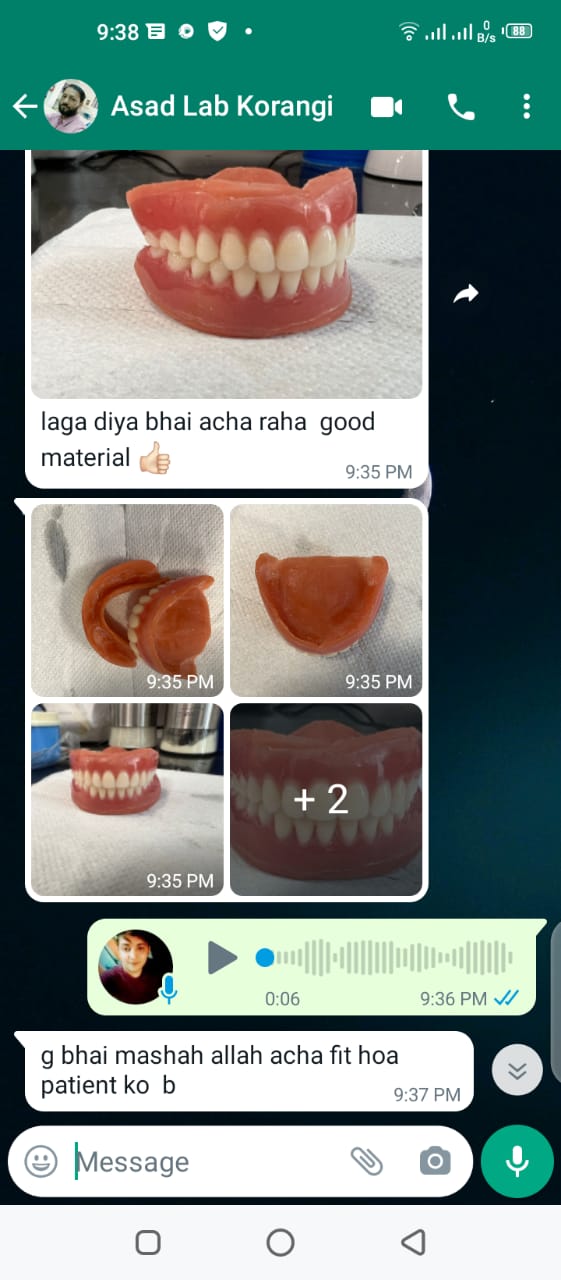 9:38
0
B/s
88
Asad Lab Korangi
laga diya bhai acha raha  good
material 👍🏻
9:35 PM
9:35 PM
9:35 PM
9:35 PM
+ 2
0:06
9:36 PM
g bhai mashah allah acha fit hoa
patient ko  b
9:37 PM
Message